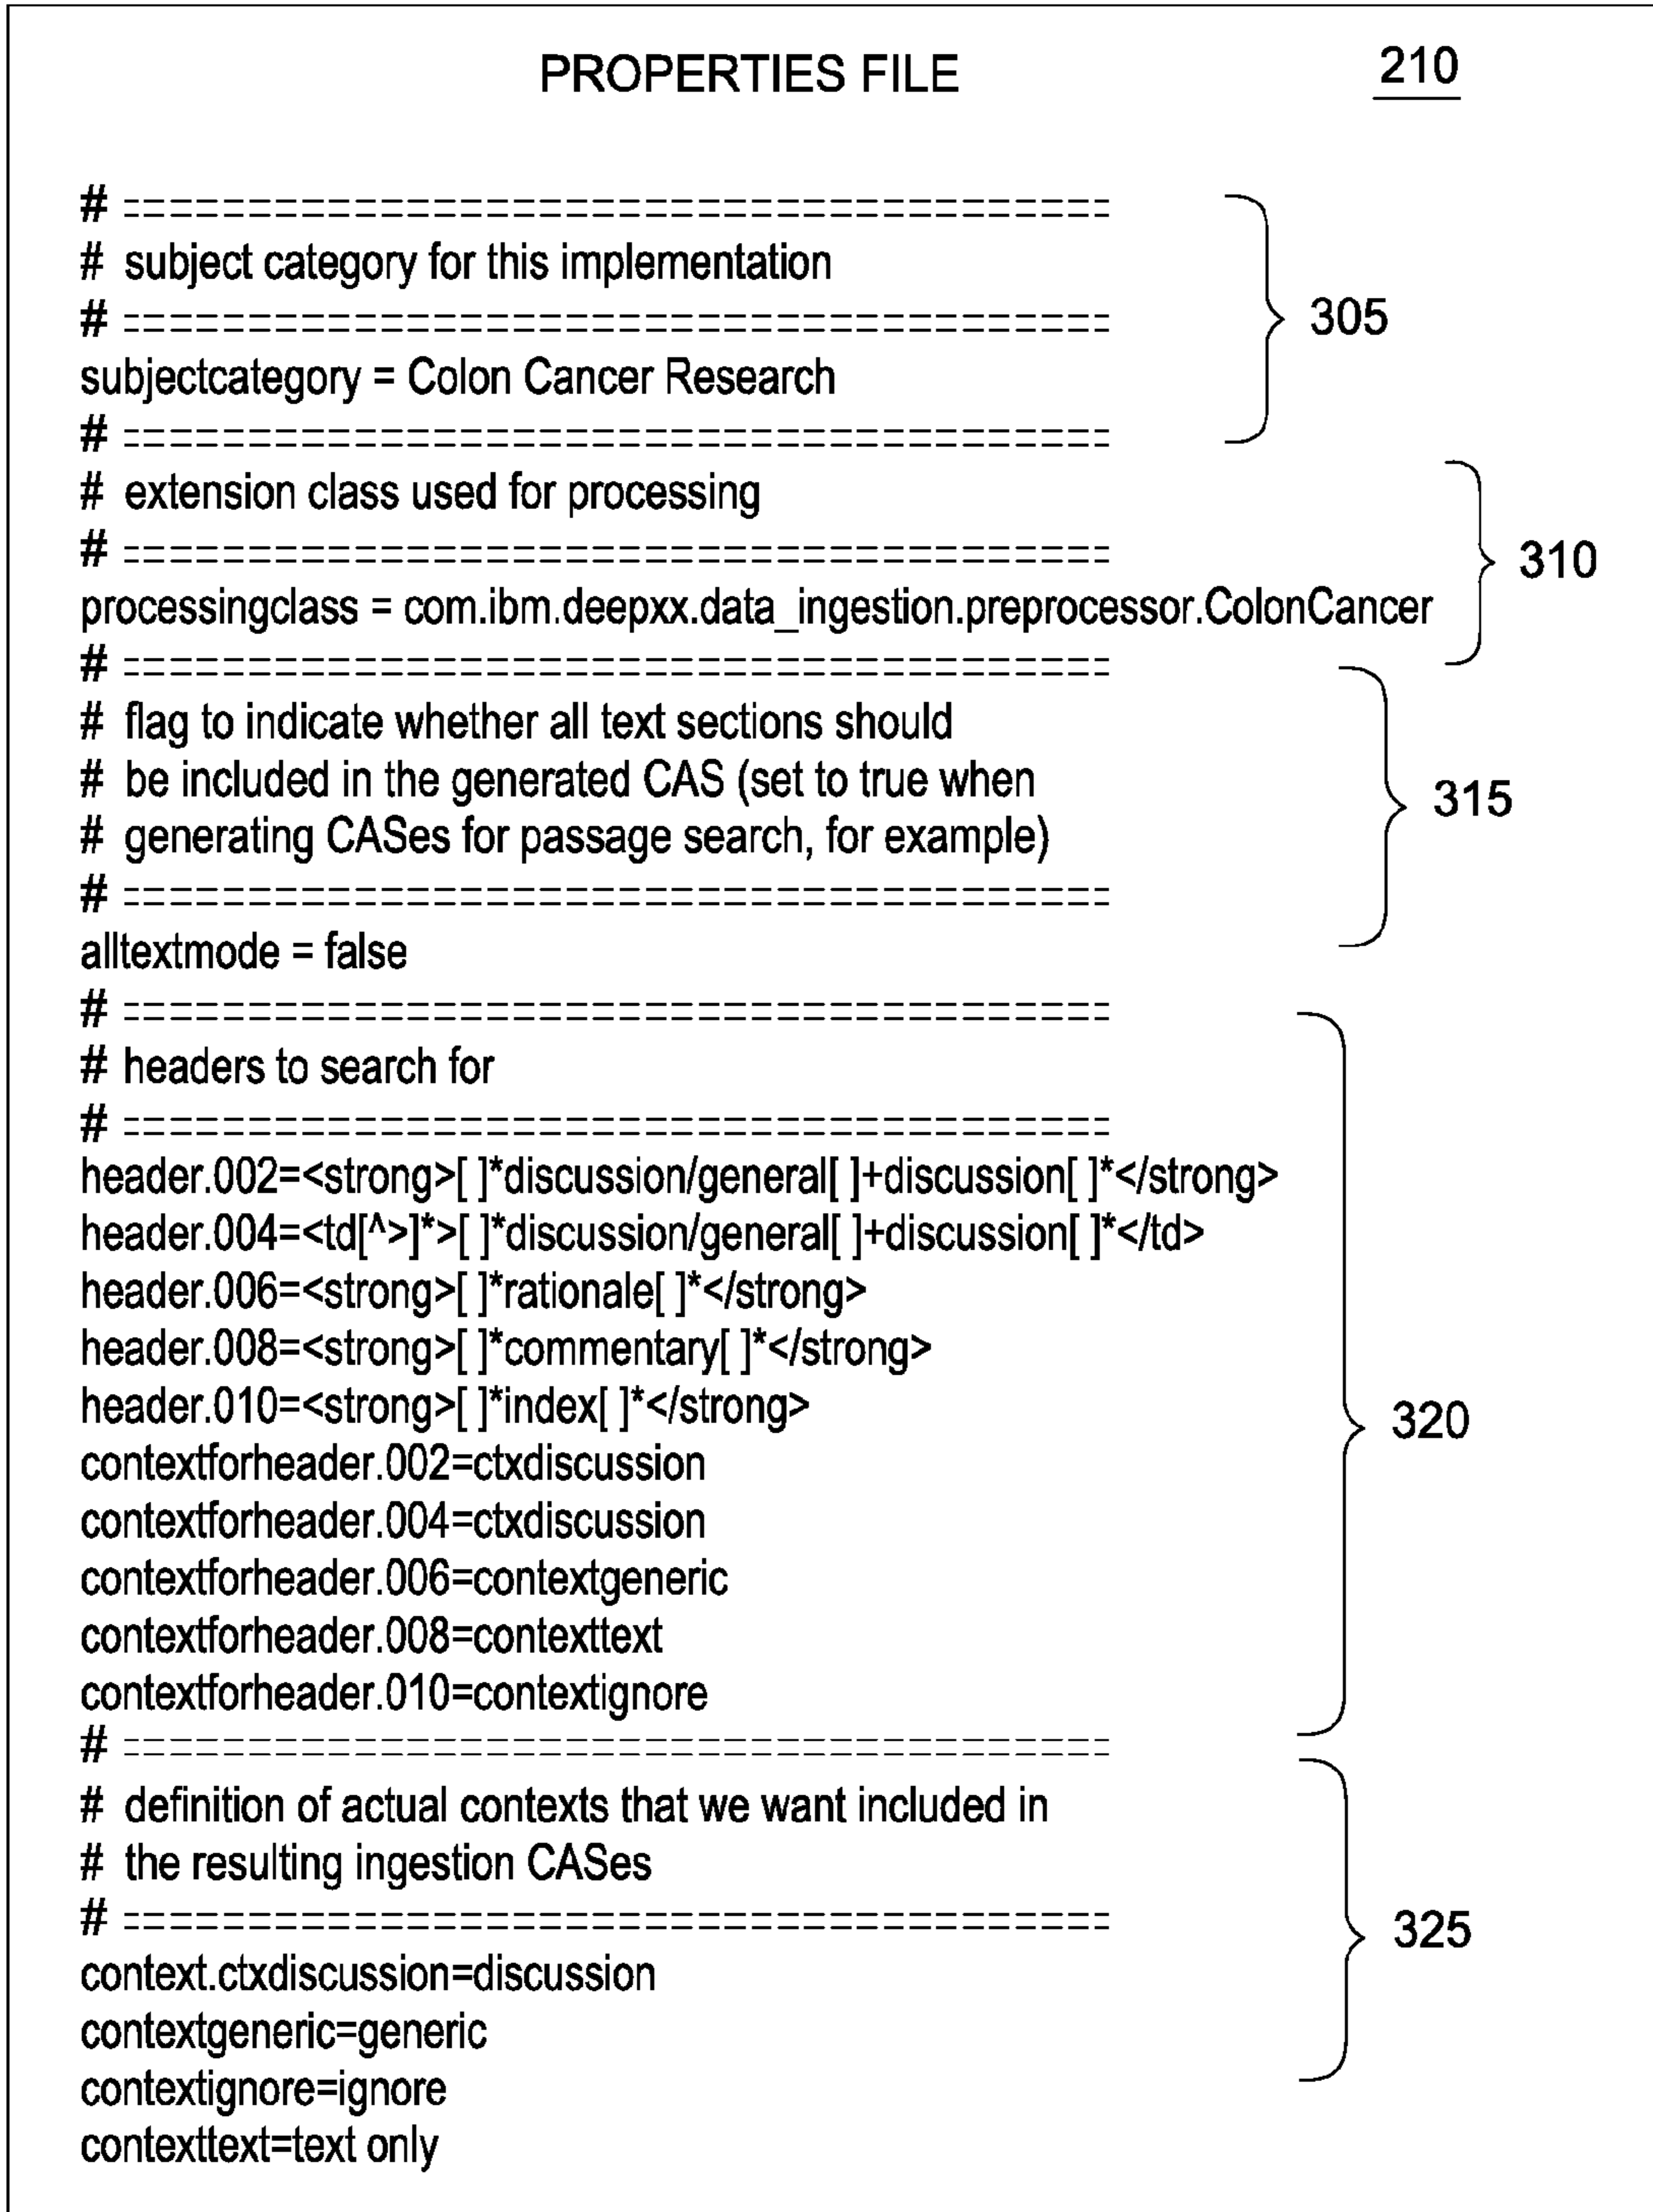 PROPERTIES FILE 210
# ======================================
# subject category for this implementation
# ======================================
305
subjectcategory = Colon Cancer Research
# ======================================
# extension class used for processing
# ======================================
310
processingclass = com.ibm.deepxx.data_ingestion.preprocessor.ColonCancer
# ======================================
# flag to indicate whether all text sections should
# be included in the generated CAS (set to true when
315
# generating CASes for passage search, for example)
# ======================================
alltextmode = false
# ======================================
# headers to search for
# ======================================
header.002=<strong>[ ]*discussion/general[ ]+discussion[ ]*</strong>
header.004=<td[^>]*>[ ]*discussion/general[ ]+discussion[ ]*</td>
header.006=<strong>[ ]*rationale[ ]*</strong>
header.008=<strong>[ ]*commentary[ ]*</strong>
header.010=<strong>[ ]*index[ ]*</strong>
320
contextforheader.002=ctxdiscussion
contextforheader.004=ctxdiscussion
contextforheader.006=contextgeneric
contextforheader.008=contexttext
contextforheader.010=contextignore
# ======================================
# definition of actual contexts that we want included in
# the resulting ingestion CASes
# ======================================
325
context.ctxdiscussion=discussion
contextgeneric=generic
contextignore=ignore
contexttext=text only